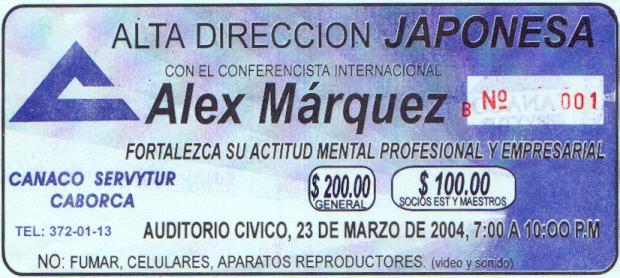 ALTA DIRECCION JAPONESA
CON EL CONFERENCISTA INTERNACIONAL
Alex Márquez B Nº 001
FORTALEZCA SU ACTITUD MENTAL PROFESIONAL Y EMPRESARIAL
CANACO SERVYTUR
CABORCA
$ 200.00
GENERAL
$ 100.00
SOCIOS EST Y MAESTROS
TEL: 372-01-13
AUDITORIO CIVICO, 23 DE MARZO DE 2004, 7:00 A 10:OO P.M
NO: FUMAR, CELULARES, APARATOS REPRODUCTORES. (video y sonido)